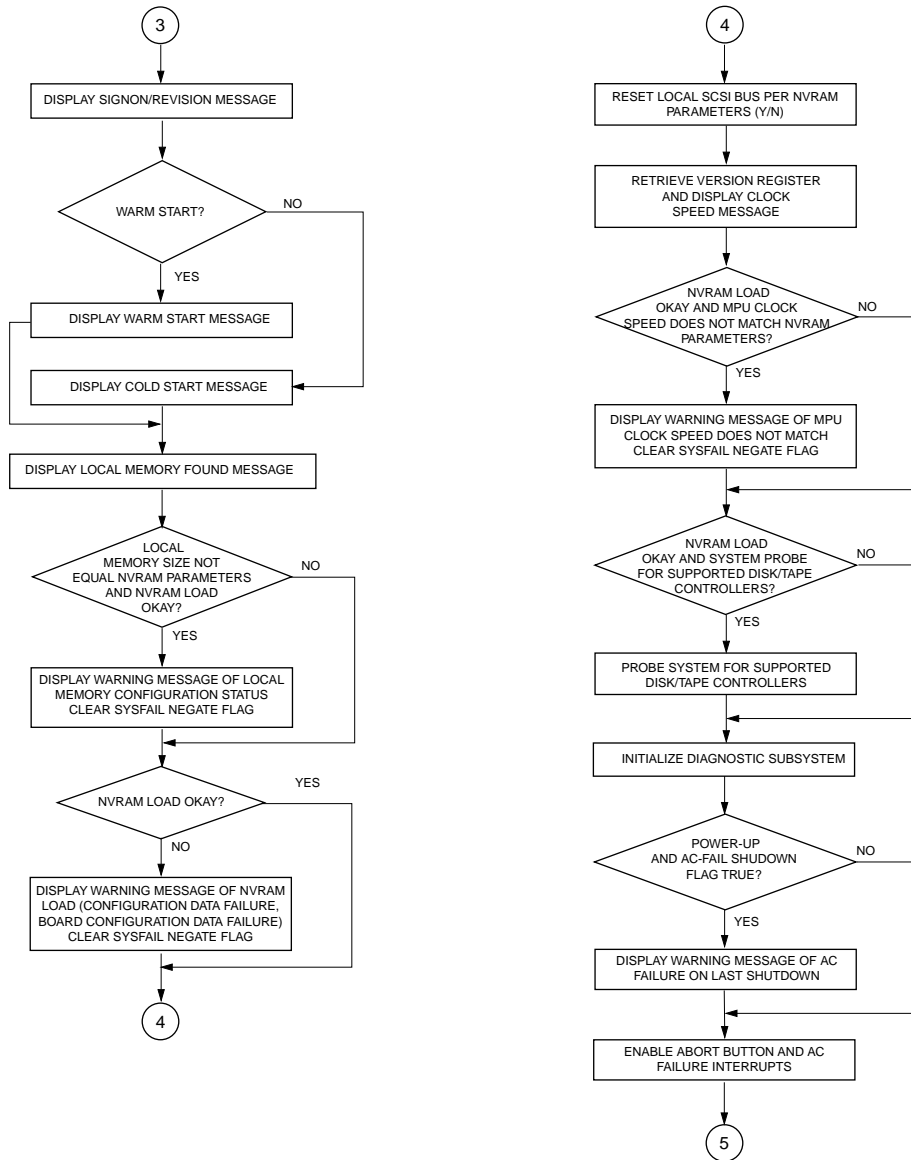 3
DISPLAY SIGNON/REVISION MESSAGE
WARM START?
NO
YES
DISPLAY WARM START MESSAGE
DISPLAY COLD START MESSAGE
DISPLAY LOCAL MEMORY FOUND MESSAGE
LOCAL
MEMORY SIZE NOT
EQUAL NVRAM PARAMETERS
AND NVRAM LOAD
OKAY?
NO
YES
DISPLAY WARNING MESSAGE OF LOCAL
MEMORY CONFIGURATION STATUS
CLEAR SYSFAIL NEGATE FLAG
NVRAM LOAD OKAY?
YES
NO
DISPLAY WARNING MESSAGE OF NVRAM
LOAD (CONFIGURATION DATA FAILURE,
BOARD CONFIGURATION DATA FAILURE)
CLEAR SYSFAIL NEGATE FLAG
4
4
RESET LOCAL SCSI BUS PER NVRAM
PARAMETERS (Y/N)
RETRIEVE VERSION REGISTER
AND DISPLAY CLOCK
SPEED MESSAGE
NVRAM LOAD
OKAY AND MPU CLOCK
SPEED DOES NOT MATCH NVRAM
PARAMETERS?
NO
YES
DISPLAY WARNING MESSAGE OF MPU
CLOCK SPEED DOES NOT MATCH
CLEAR SYSFAIL NEGATE FLAG
NVRAM LOAD
OKAY AND SYSTEM PROBE
FOR SUPPORTED DISK/TAPE
CONTROLLERS?
NO
YES
PROBE SYSTEM FOR SUPPORTED
DISK/TAPE CONTROLLERS
INITIALIZE DIAGNOSTIC SUBSYSTEM
POWER-UP
AND AC-FAIL SHUDOWN
FLAG TRUE?
NO
YES
DISPLAY WARNING MESSAGE OF AC
FAILURE ON LAST SHUTDOWN
ENABLE ABORT BUTTON AND AC
FAILURE INTERRUPTS
5